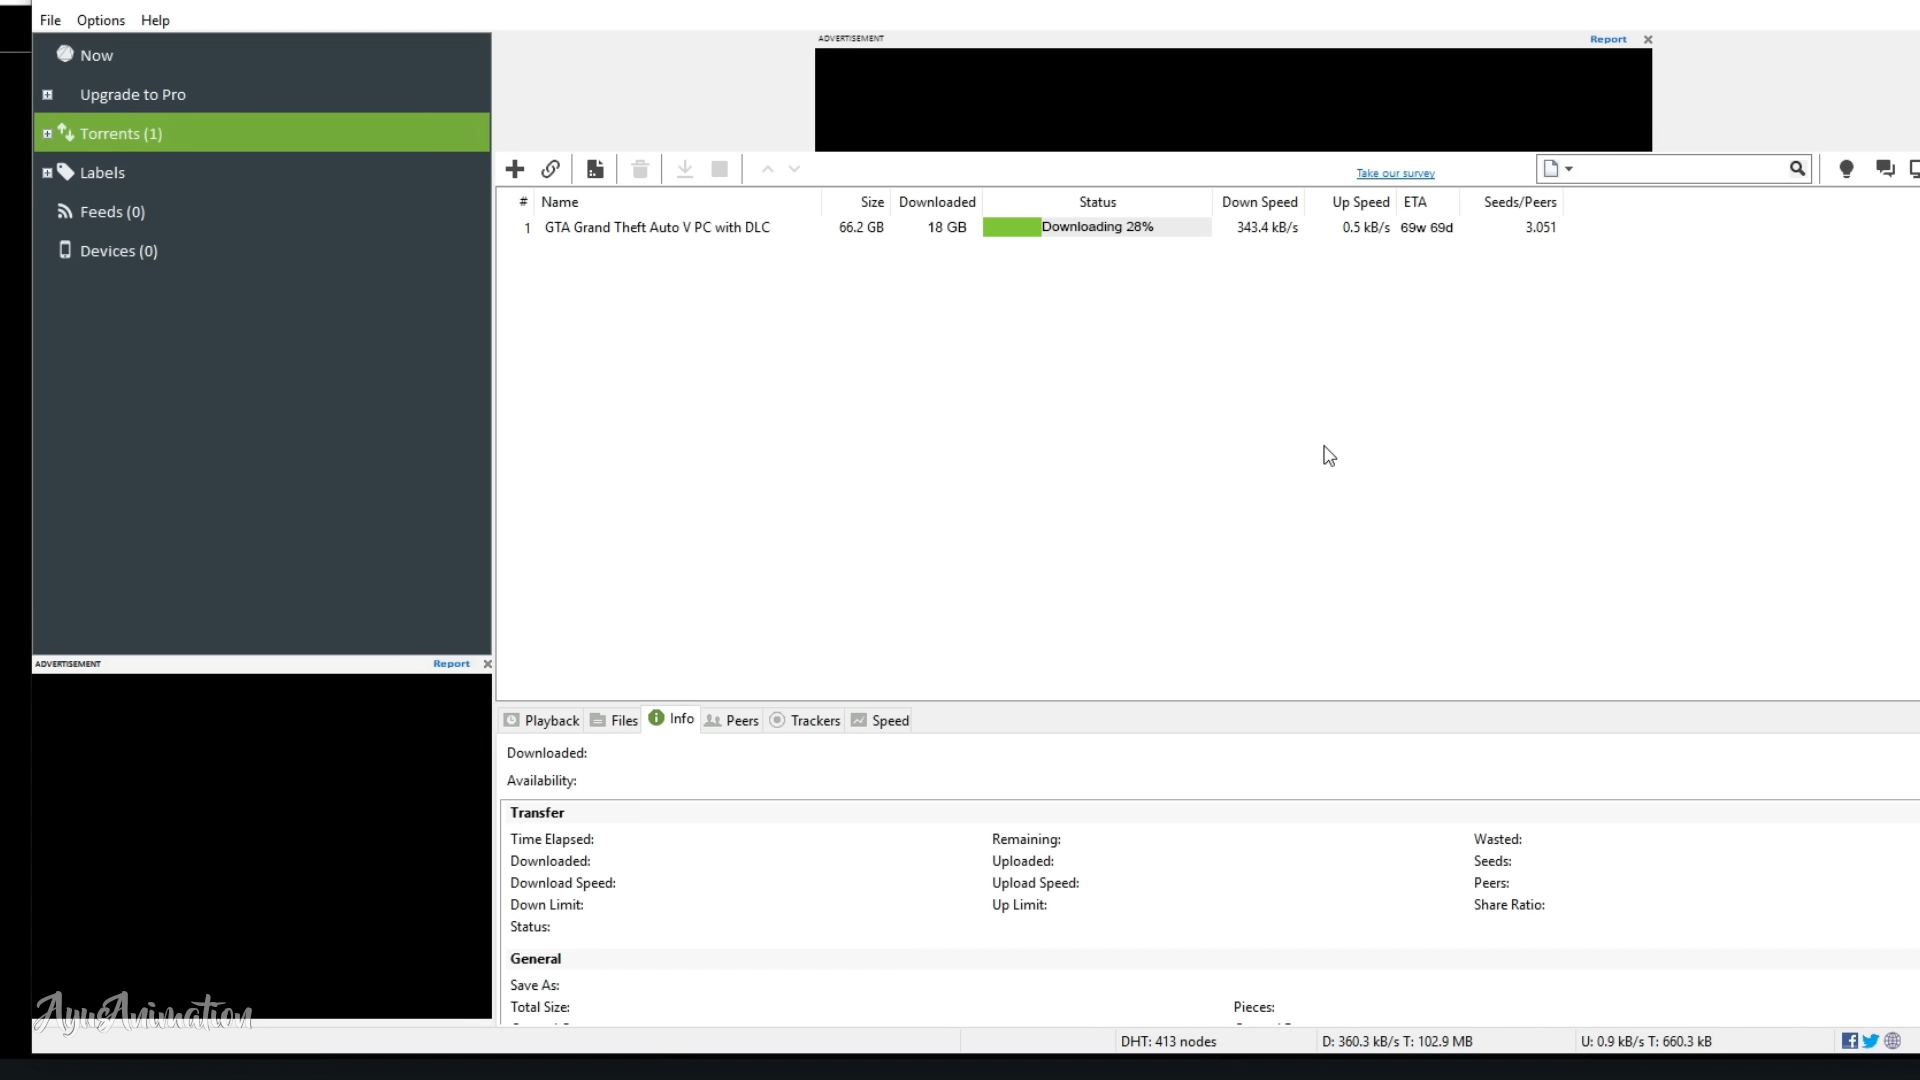 File Options Help
Now
Upgrade to Pro
Torrents (1)
Labels
Feeds (0)
Devices (0)
ADVERTISEMENT Report
ADVERTISEMENT Report
Take our survey
# Name Size Downloaded Status Down Speed Up Speed ETA Seeds/Peers
1 GTA Grand Theft Auto V PC with DLC 66.2 GB 18 GB Downloading 28% 343.4 kB/s 0.5 kB/s 69w 69d 3.051
Playback Files Info Peers Trackers Speed
Downloaded:
Availability:
Transfer
Time Elapsed: Remaining: Wasted:
Downloaded: Uploaded: Seeds:
Download Speed: Upload Speed: Peers:
Down Limit: Up Limit: Share Ratio:
Status:
General
Save As:
Total Size: Pieces:
AyusAnimation
DHT: 413 nodes D: 360.3 kB/s T: 102.9 MB U: 0.9 kB/s T: 660.3 kB